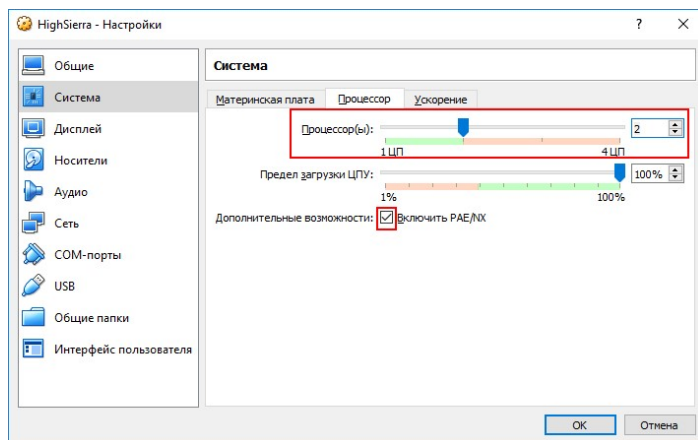 HighSierra - Настройки
? ×
Общие
Система
Дисплей
Носители
Аудио
Сеть
COM-порты
USB
Общие папки
Интерфейс пользователя
Система
Материнская плата Процессор Ускорение
Процессор(ы): 2
1 ЦП 4 ЦП
Предел загрузки ЦПУ: 100%
1% 100%
Дополнительные возможности: Включить PAE/NX
OK Отмена